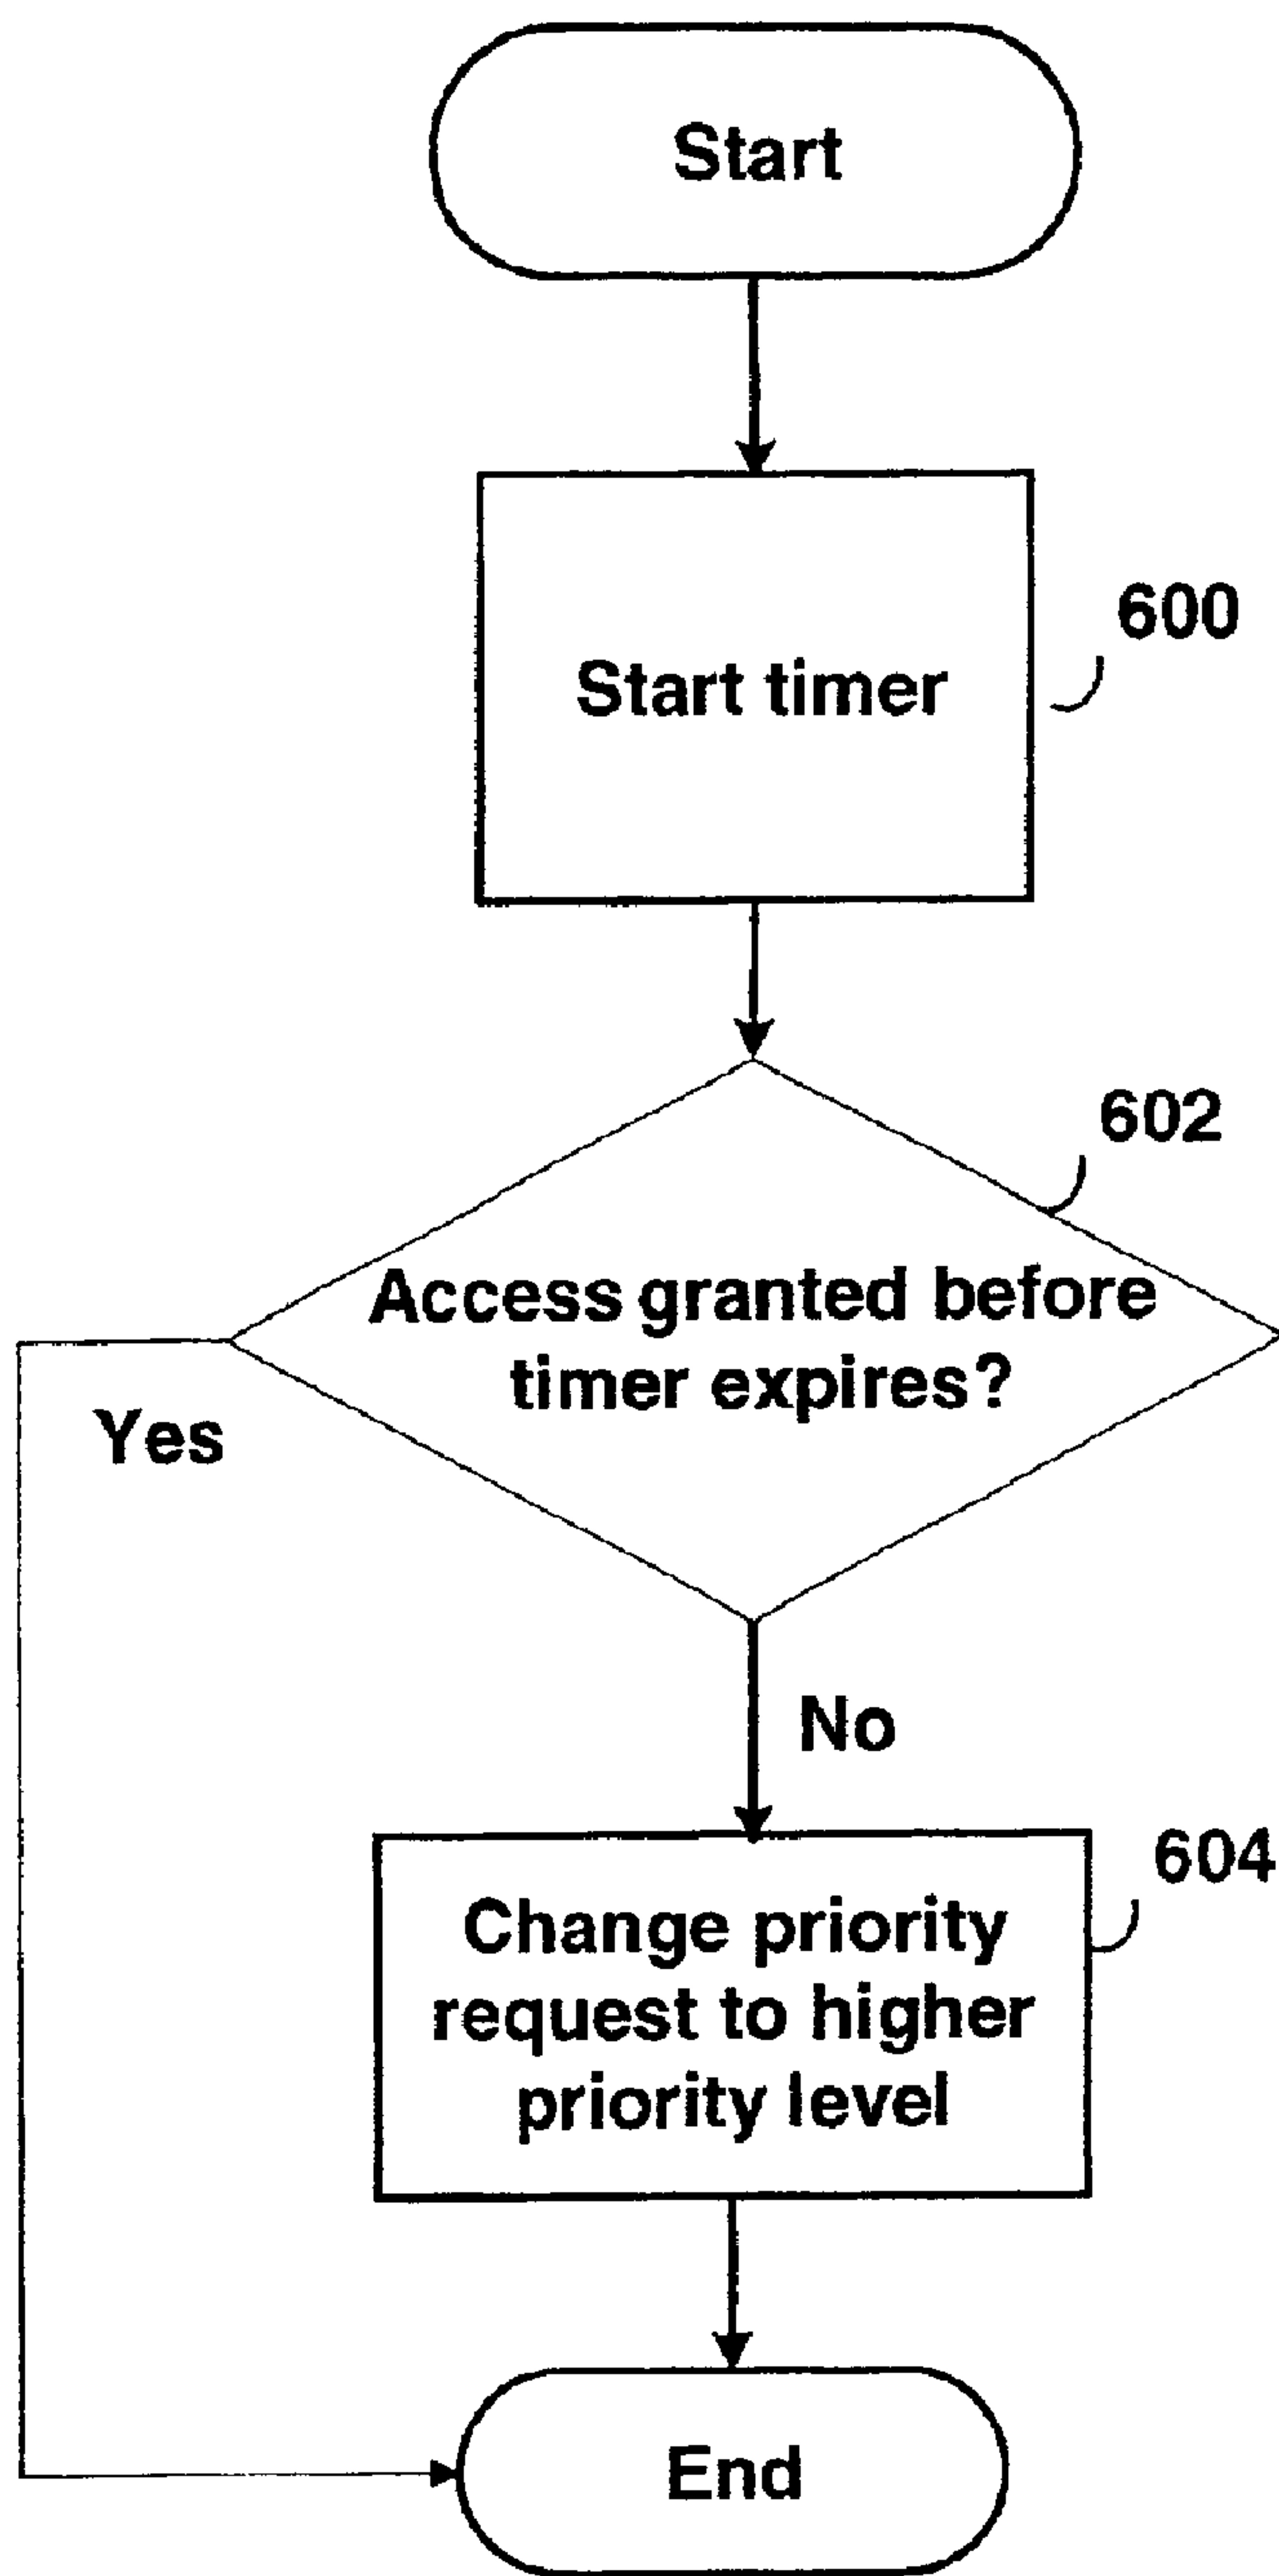 Start
600
Start timer
602
Access granted before
timer expires?
Yes
No
604
Change priority
request to higher
priority level
End